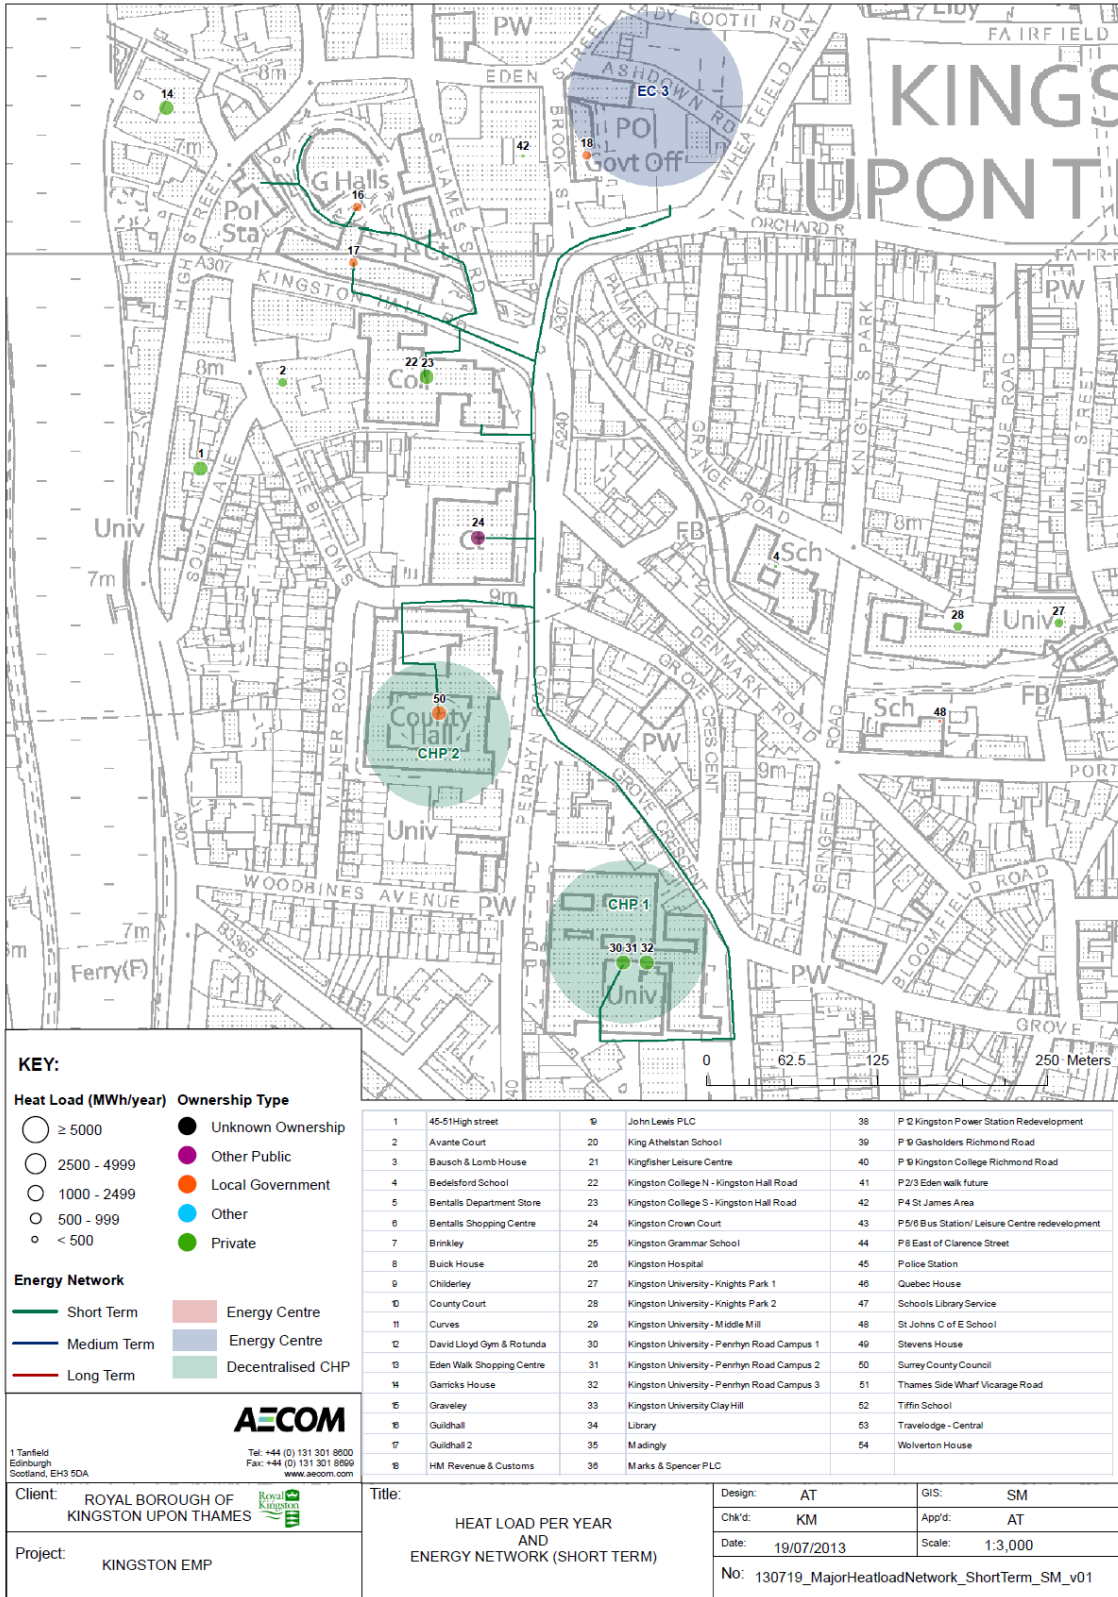 PW
LADY BOOTH RD
FAIRFIELD
EDEN
STREET
ASHDOWN RD
WHEATFIELD WAY
KINGS
UPON T
EC 3
PO
Govt Off
18
14
8m
7m
42
BROOK ST
ST JAMES'S RD
G Halls
16
Pol
Sta
17
Ct
HIGH STREET
A307
KINGSTON HALL RD
A307
ORCHARD R
PALMER CRES
KNIGHT'S PARK
PW
8m
2
22 23
Coll
A240
GRANGE ROAD
AVENUE ROAD
MILL STREET
1
SOUTH LANE
THE BITTOMS
Univ
7m
24
Ct
FB
4
Sch
8m
9m
28
Univ
27
DENMARK ROAD
GROVE CRESCENT
MILNER ROAD
50
County
Hall
CHP 2
PENRHYN
PW
Sch
48
FB
9m
ROAD
PORT
Univ
GROVE CRESCENT
SPRINGFIELD
A307
WOODBINES AVENUE
PW
CHP 1
BLOOMFIELD ROAD
7m
B3365
Ferry(F)
30 31 32
Univ
PW
GROVE LA
A240
0 62.5 125 250 Meters
KEY:
Heat Load (MWh/year)
≥ 5000
2500 - 4999
1000 - 2499
500 - 999
< 500
Ownership Type
Unknown Ownership
Other Public
Local Government
Other
Private
Energy Network
Short Term
Medium Term
Long Term
Energy Centre
Energy Centre
Decentralised CHP
1 45-51High street 19 John Lewis PLC 38 P12 Kingston Power Station Redevelopment
2 Avante Court 20 King Athelstan School 39 P19 Gasholders Richmond Road
3 Bausch & Lomb House 21 Kingfisher Leisure Centre 40 P19 Kingston College Richmond Road
4 Bedelsford School 22 Kingston College N - Kingston Hall Road 41 P2/3 Eden walk future
5 Bentalls Department Store 23 Kingston College S - Kingston Hall Road 42 P4 St James Area
6 Bentalls Shopping Centre 24 Kingston Crown Court 43 P5/6 Bus Station/ Leisure Centre redevelopment
7 Brinkley 25 Kingston Grammar School 44 P8 East of Clarence Street
8 Buick House 26 Kingston Hospital 45 Police Station
9 Childerley 27 Kingston University - Knights Park 1 46 Quebec House
10 County Court 28 Kingston University - Knights Park 2 47 Schools Library Service
11 Curves 29 Kingston University - Middle Mill 48 St Johns C of E School
12 David Lloyd Gym & Rotunda 30 Kingston University - Penrhyn Road Campus 1 49 Stevens House
13 Eden Walk Shopping Centre 31 Kingston University - Penrhyn Road Campus 2 50 Surrey County Council
14 Garricks House 32 Kingston University - Penrhyn Road Campus 3 51 Thames Side Wharf Vicarage Road
15 Graveley 33 Kingston University Clay Hill 52 Tiffin School
16 Guildhall 34 Library 53 Travelodge - Central
17 Guildhall 2 35 Madingly 54 Wolverton House
18 HM Revenue & Customs 36 Marks & Spencer PLC
AECOM
1 Tanfield
Edinburgh
Scotland, EH3 5DA
Tel: +44 (0) 131 301 8600
Fax: +44 (0) 131 301 8699
www.aecom.com
Client: ROYAL BOROUGH OF
KINGSTON UPON THAMES
Royal
Kingston
Project: KINGSTON EMP
Title:
HEAT LOAD PER YEAR
AND
ENERGY NETWORK (SHORT TERM)
Design: AT GIS: SM
Chk'd: KM App'd: AT
Date: 19/07/2013 Scale: 1:3,000
No: 130719_MajorHeatloadNetwork_ShortTerm_SM_v01